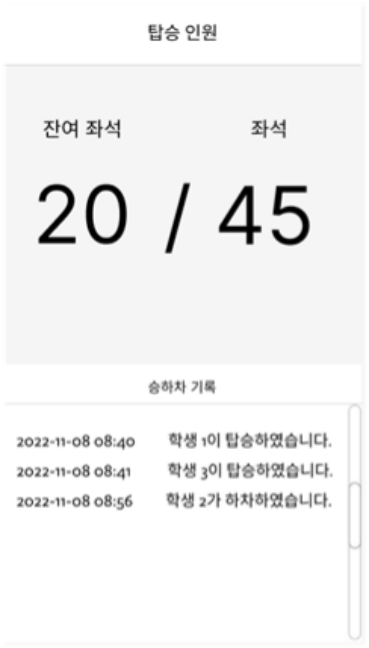 탑승 인원
잔여 좌석 좌석
20 / 45
승하차 기록
2022-11-08 08:40 학생 1이 탑승하였습니다.
2022-11-08 08:41 학생 3이 탑승하였습니다.
2022-11-08 08:56 학생 2가 하차하였습니다.